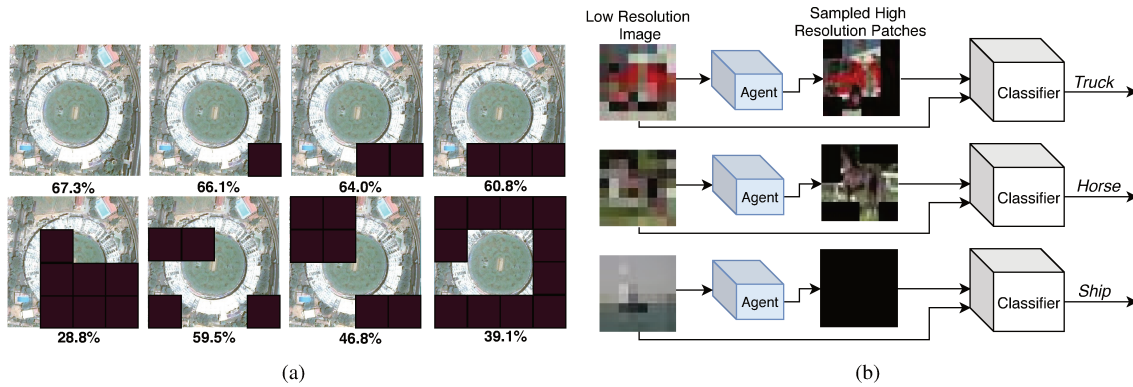 67.3%
66.1%
64.0%
60.8%
28.8%
59.5%
46.8%
39.1%
(a)
Low Resolution
Image
Sampled High
Resolution Patches
Agent
Classifier
Truck
Agent
Classifier
Horse
Agent
Classifier
Ship
(b)